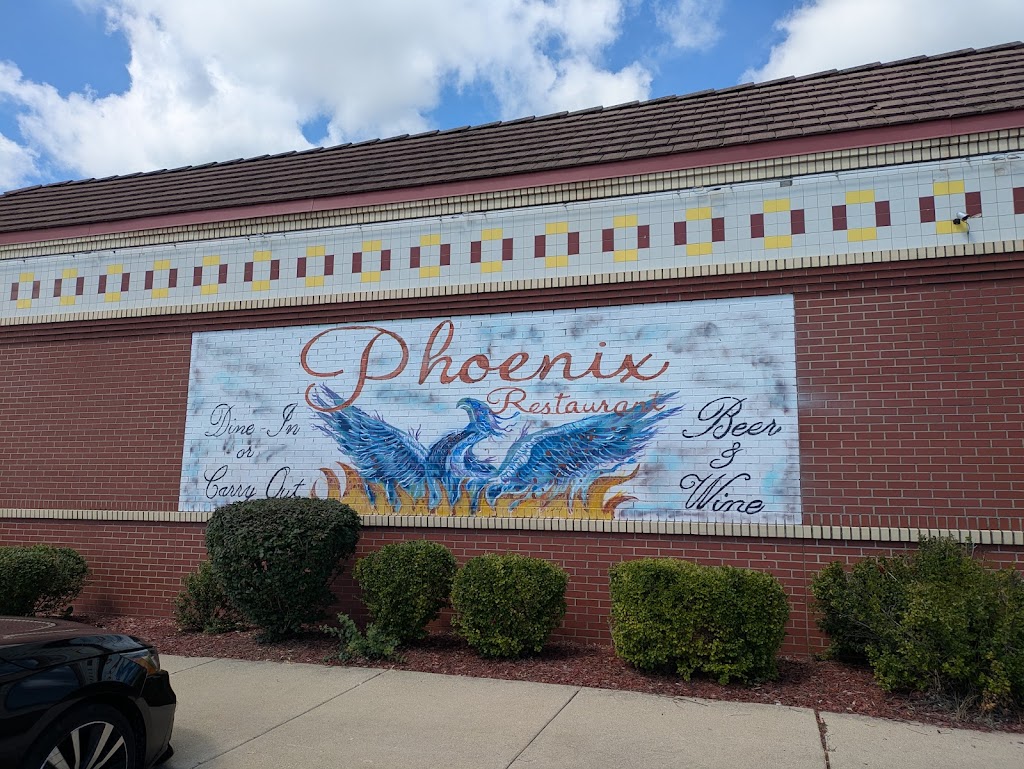 Phoenix
Restaurant
Dine-In
or
Carry Out
Beer
&
Wine